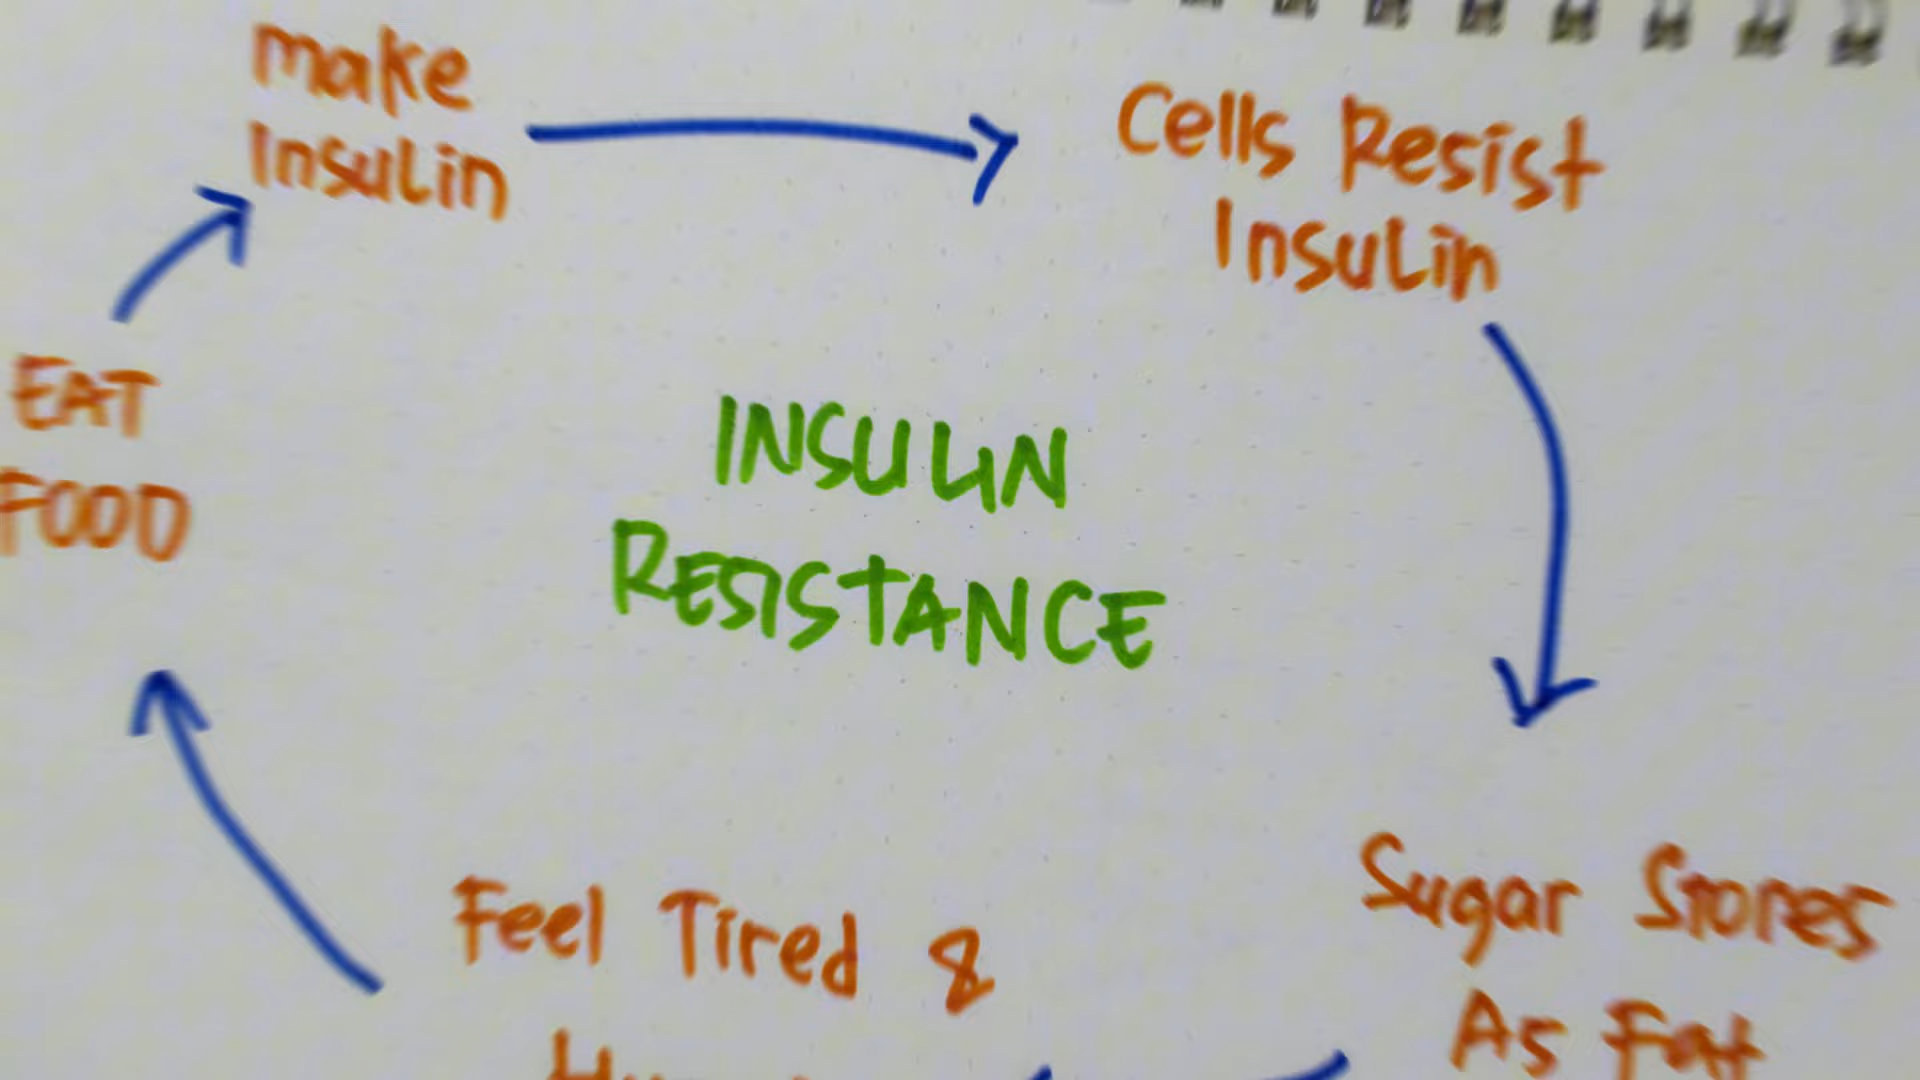 make
Insulin
Cells Resist
Insulin
EAT
FOOD
INSULIN
RESISTANCE
Sugar Stores
As Fat
Feel Tired &